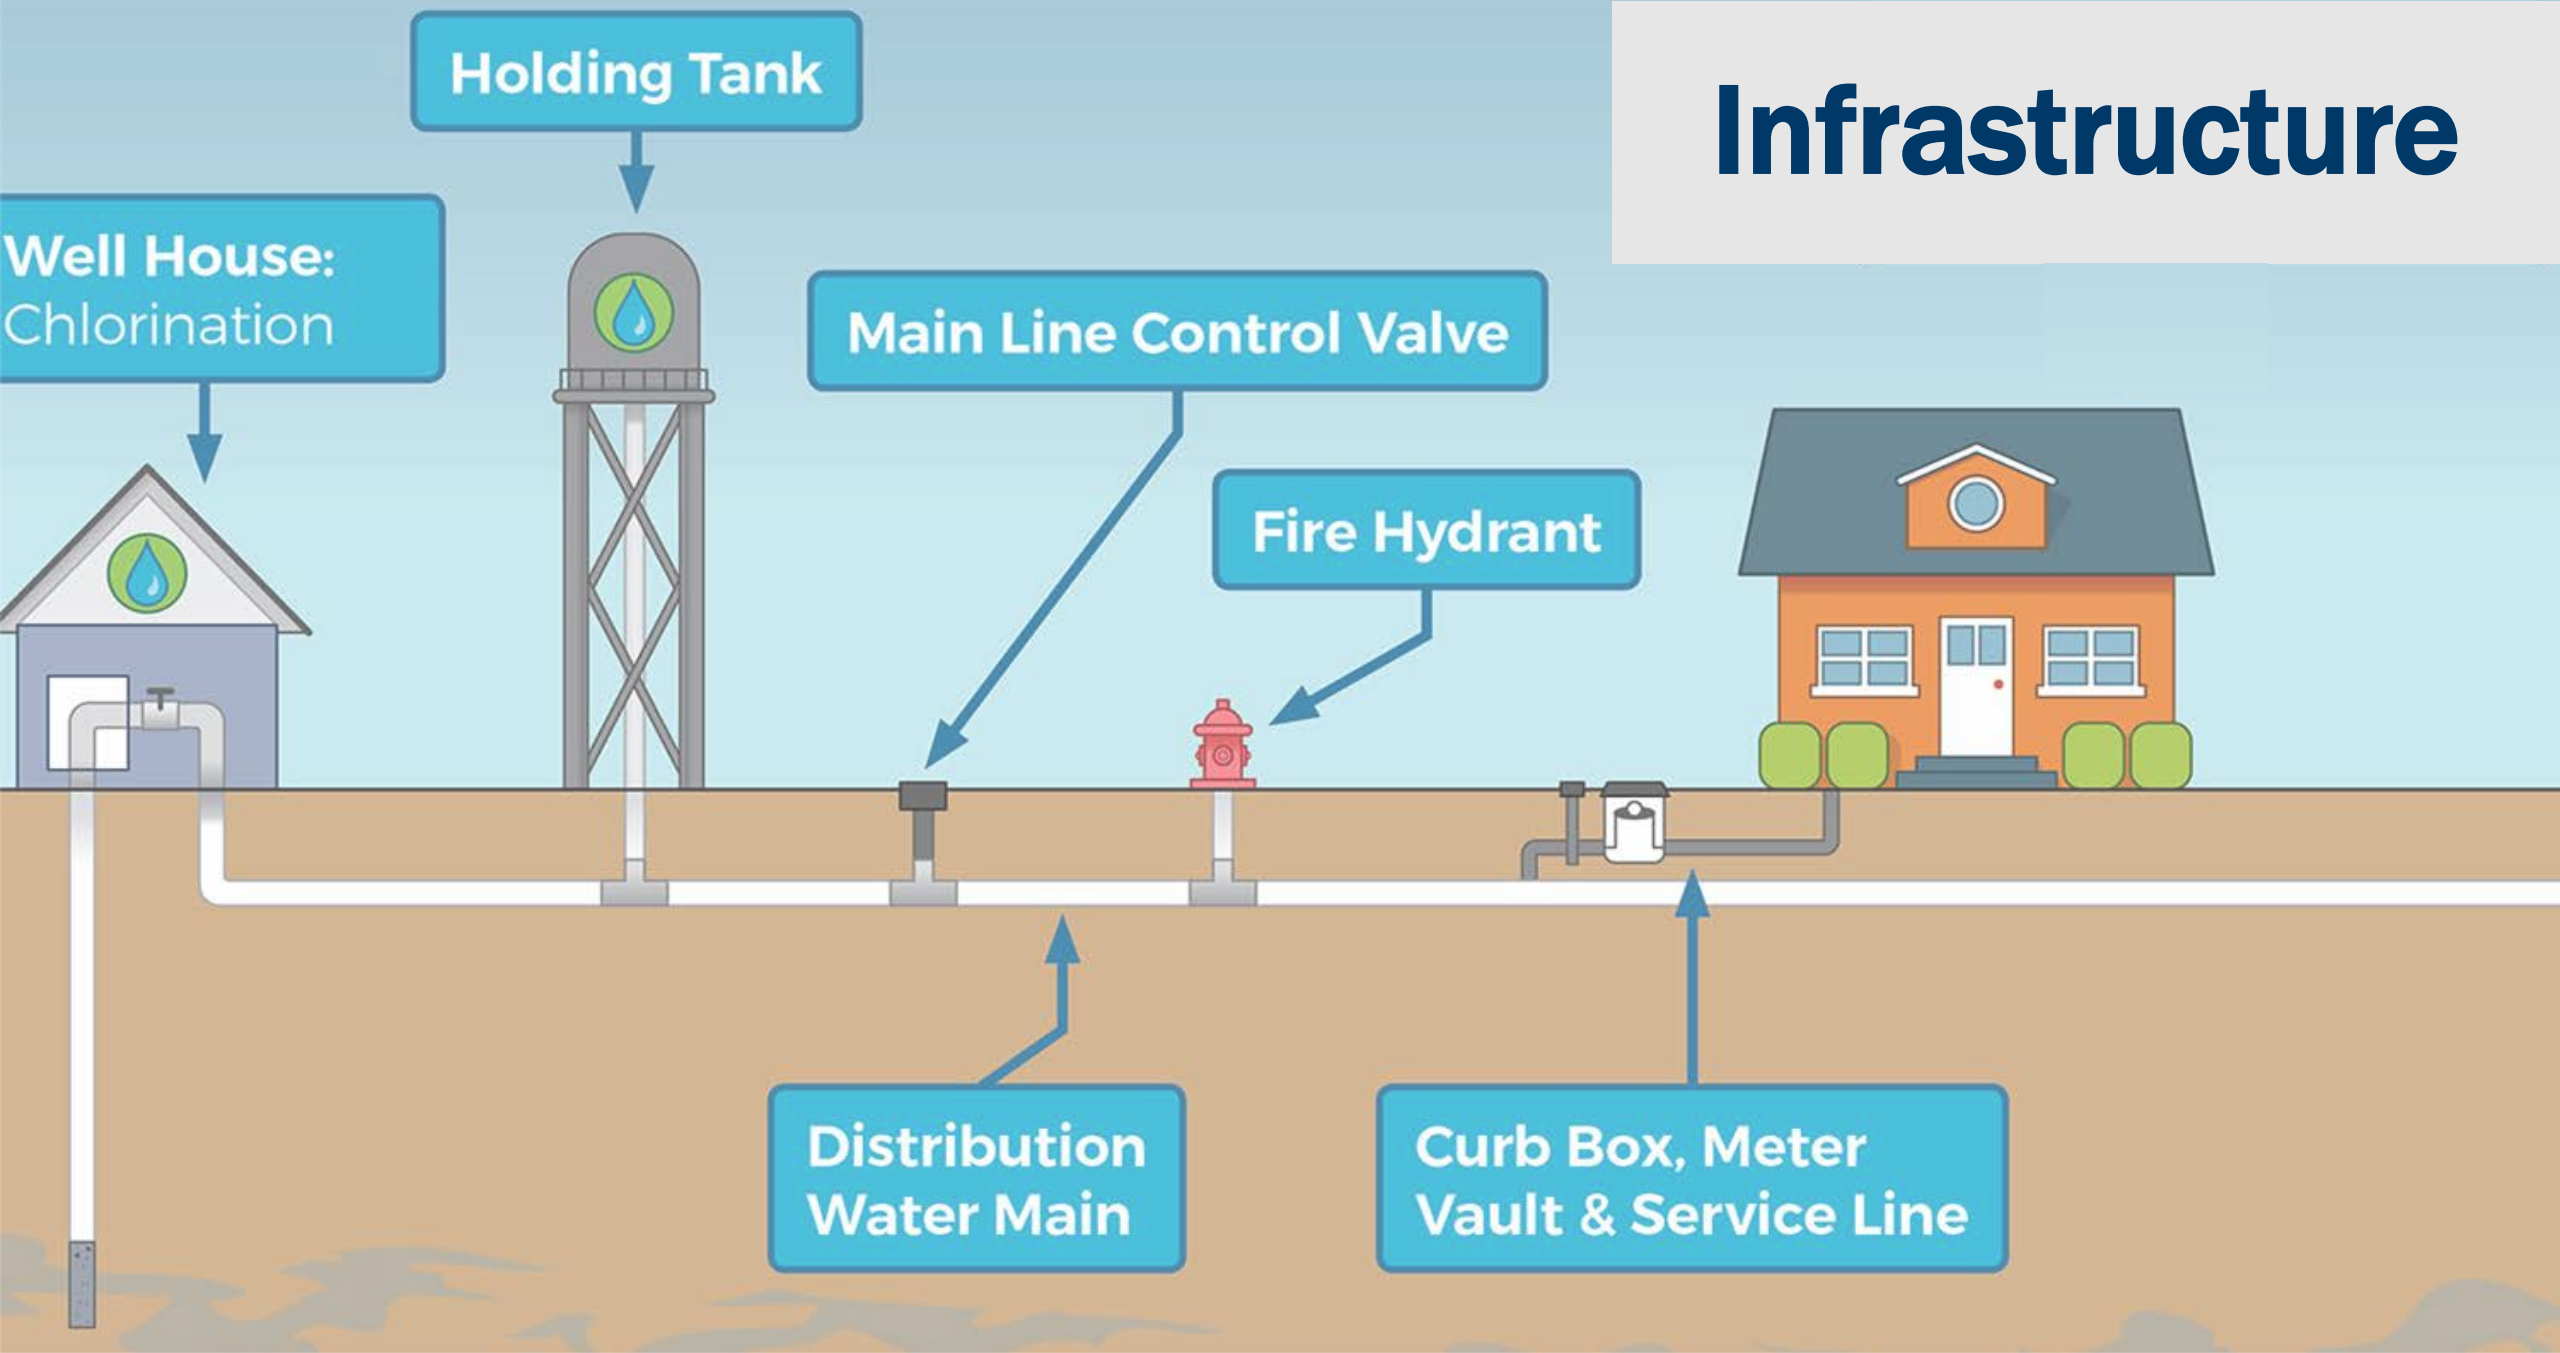 Holding Tank
Infrastructure
Well House:
Chlorination
Main Line Control Valve
Fire Hydrant
Distribution
Water Main
Curb Box, Meter
Vault & Service Line